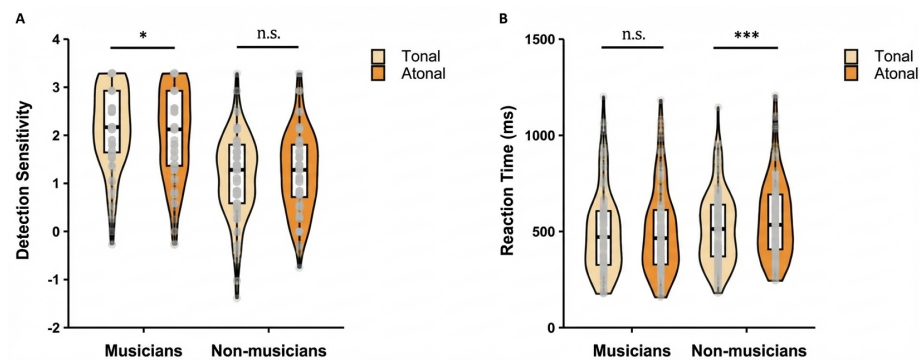 A
Detection Sensitivity
4
3
2
1
0
-1
-2
*
n.s.
Musicians
Non-musicians
Tonal
Atonal
B
Reaction Time (ms)
1500
1000
500
0
n.s.
***
Musicians
Non-musicians
Tonal
Atonal